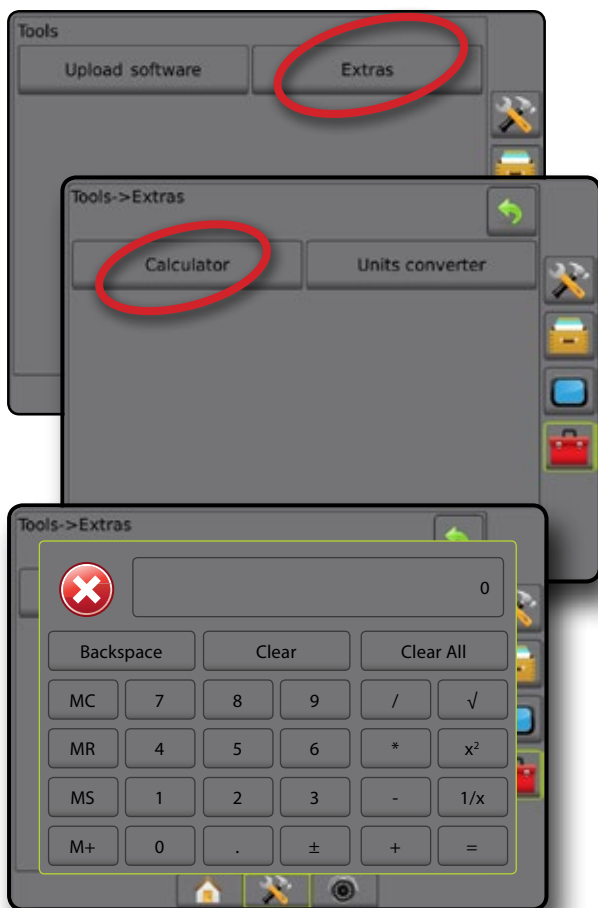 Tools
Upload software Extras
Tools->Extras
Calculator Units converter
Tools->Extras
0
Backspace Clear Clear All
MC 7 8 9 / √
MR 4 5 6 * x²
MS 1 2 3 - 1/x
M+ 0 . ± + =